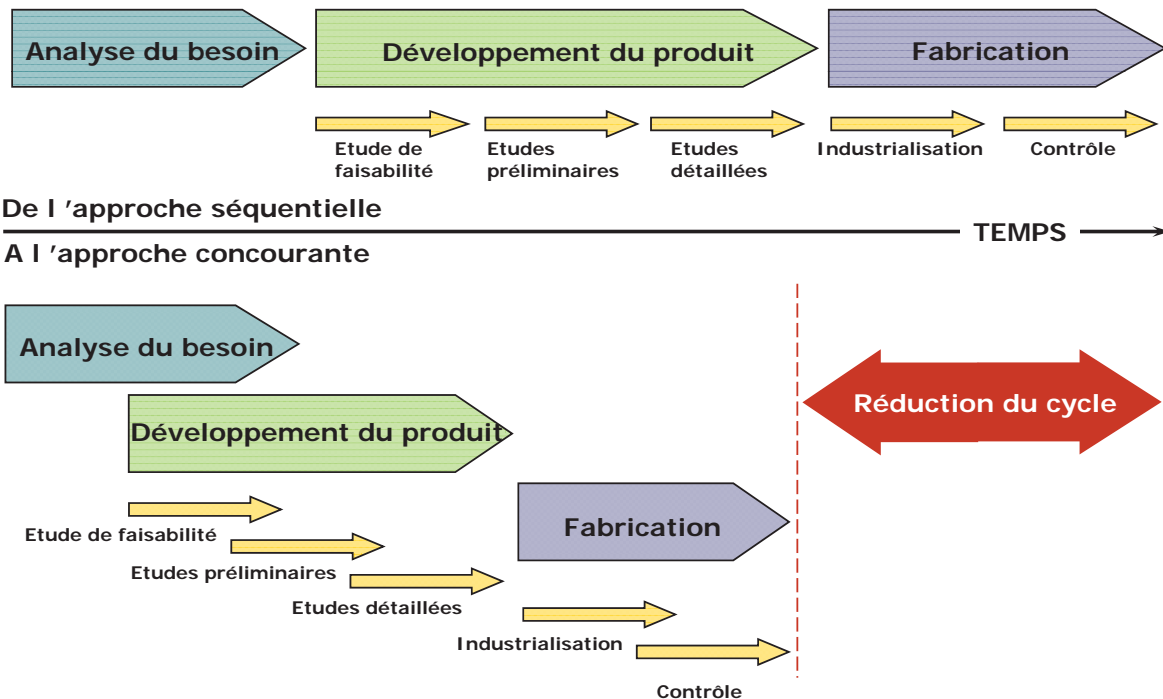 Analyse du besoin
Développement du produit
Fabrication
Etude de
faisabilité
Etudes
préliminaires
Etudes
détaillées
Industrialisation
Contrôle
De l ’approche séquentielle
TEMPS
A l ’approche concourante
Analyse du besoin
Développement du produit
Réduction du cycle
Fabrication
Etude de faisabilité
Etudes préliminaires
Etudes détaillées
Industrialisation
Contrôle